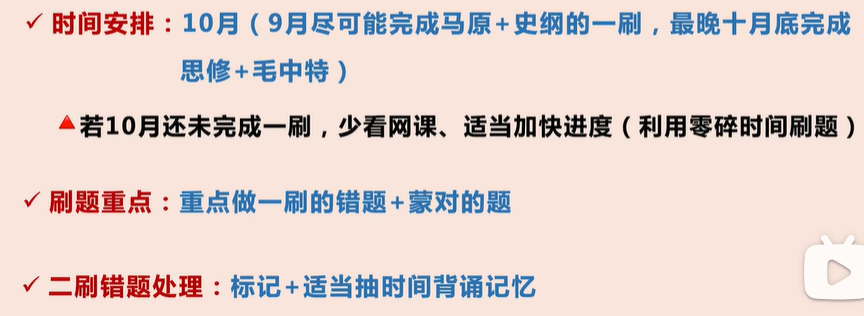 ✓ 时间安排：10月（9月尽可能完成马原+史纲的一刷，最晚十月底完成
思修+毛中特）
▲若10月还未完成一刷，少看网课、适当加快进度（利用零碎时间刷题）
✓ 刷题重点：重点做一刷的错题+蒙对的题
✓ 二刷错题处理：标记+适当抽时间背诵记忆